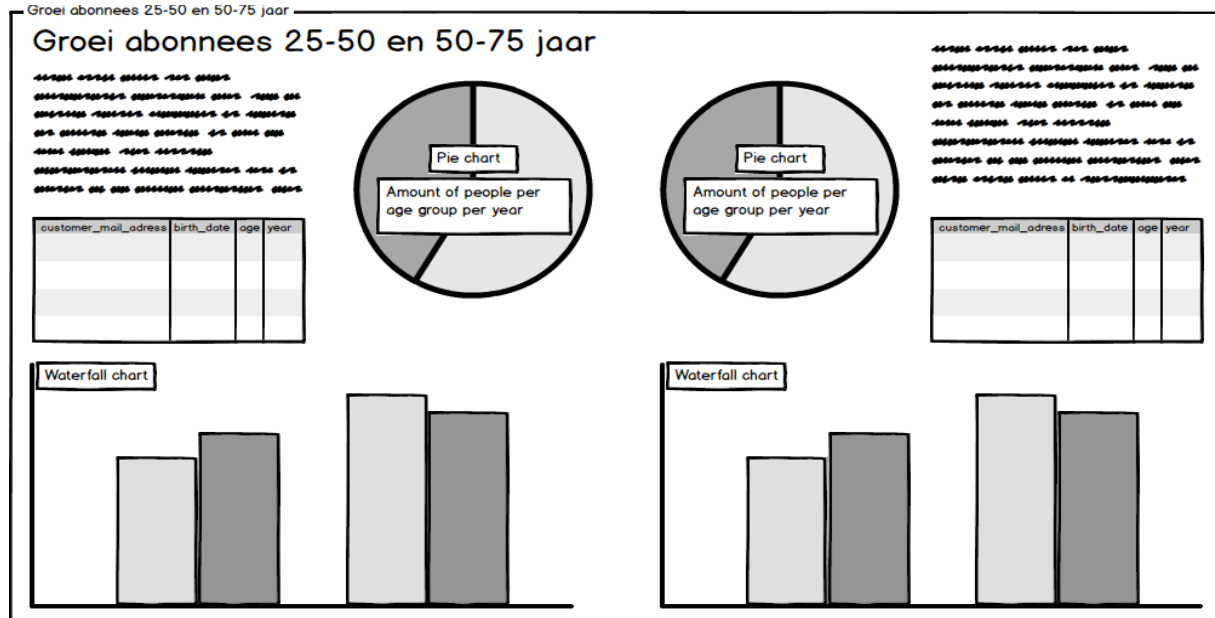 Groei abonnees 25-50 en 50-75 jaar
Groei abonnees 25-50 en 50-75 jaar
Pie chart
Amount of people per
age group per year
customer_mail_adress birth_date age year
Waterfall chart
Pie chart
Amount of people per
age group per year
customer_mail_adress birth_date age year
Waterfall chart